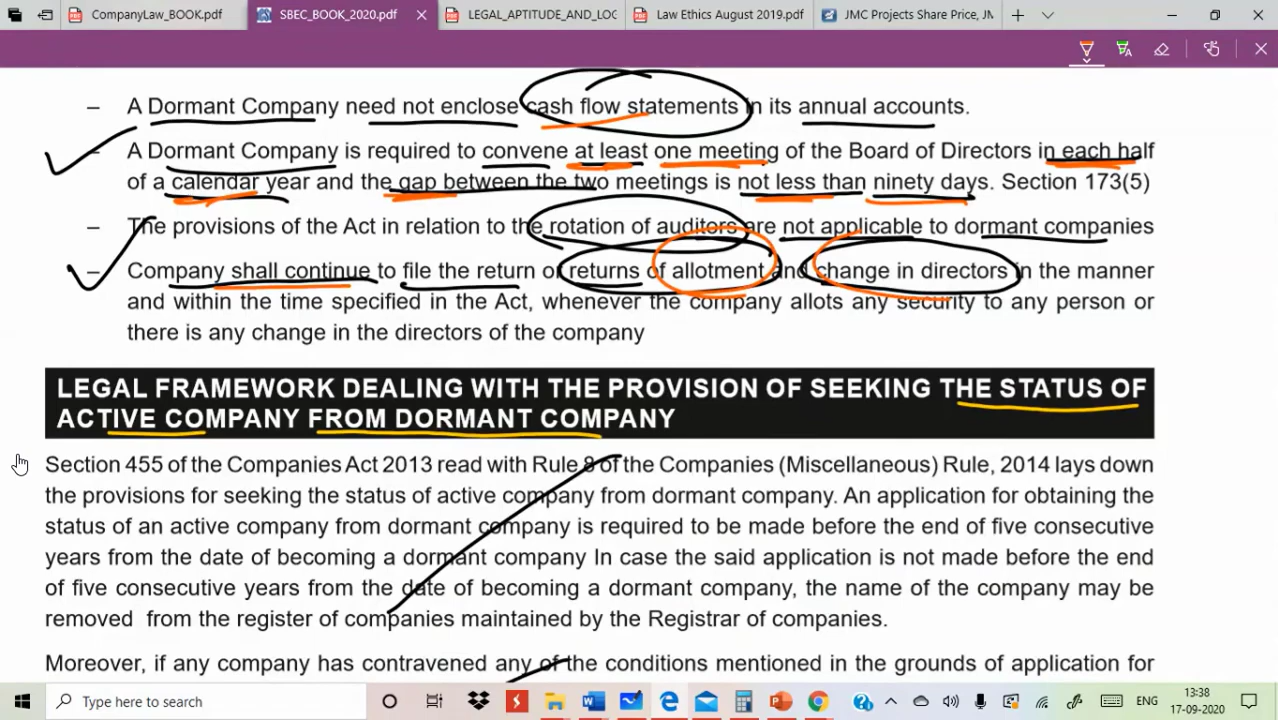 CompanyLaw_BOOK.pdf
SBEC_BOOK_2020.pdf
LEGAL_APTITUDE_AND_LOG
Law Ethics August 2019.pdf
JMC Projects Share Price, JM
– A Dormant Company need not enclose cash flow statements in its annual accounts.
– A Dormant Company is required to convene at least one meeting of the Board of Directors in each half
of a calendar year and the gap between the two meetings is not less than ninety days. Section 173(5)
– The provisions of the Act in relation to the rotation of auditors are not applicable to dormant companies
– Company shall continue to file the return or returns of allotment and change in directors in the manner
and within the time specified in the Act, whenever the company allots any security to any person or
there is any change in the directors of the company
LEGAL FRAMEWORK DEALING WITH THE PROVISION OF SEEKING THE STATUS OF
ACTIVE COMPANY FROM DORMANT COMPANY
Section 455 of the Companies Act 2013 read with Rule 8 of the Companies (Miscellaneous) Rule, 2014 lays down
the provisions for seeking the status of active company from dormant company. An application for obtaining the
status of an active company from dormant company is required to be made before the end of five consecutive
years from the date of becoming a dormant company In case the said application is not made before the end
of five consecutive years from the date of becoming a dormant company, the name of the company may be
removed from the register of companies maintained by the Registrar of companies.
Moreover, if any company has contravened any of the conditions mentioned in the grounds of application for
Type here to search
ENG
13:38
17-09-2020